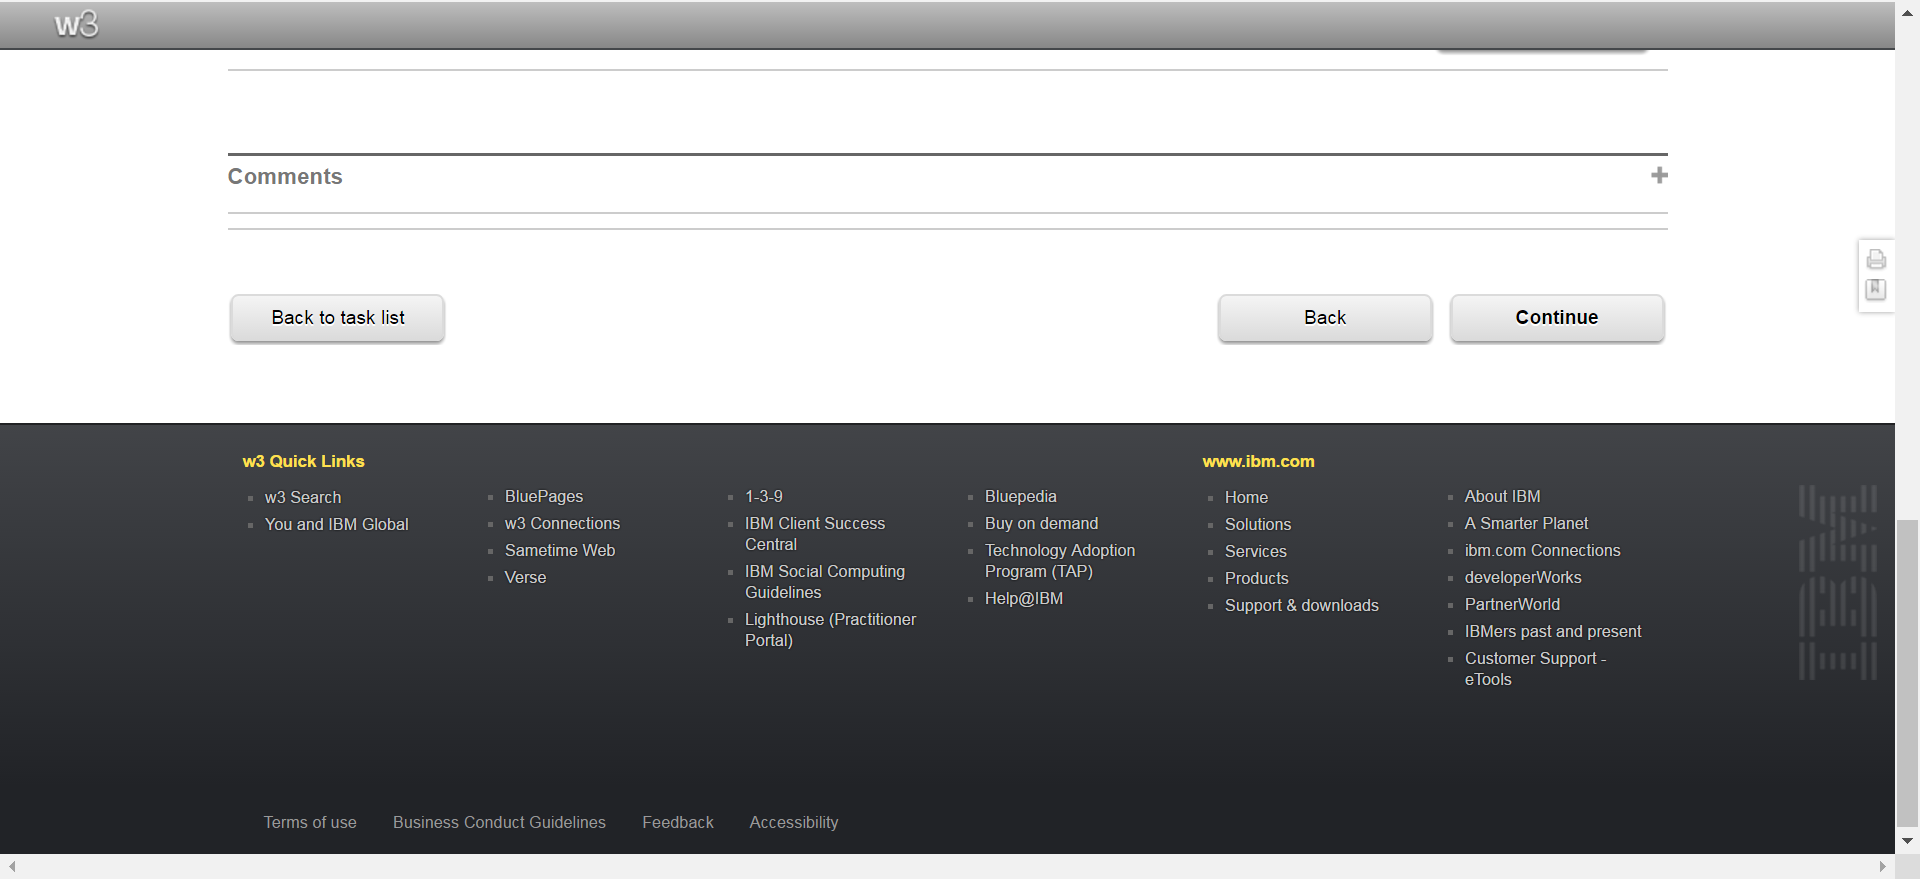 w3
Comments
Back to task list
Back
Continue
w3 Quick Links
w3 Search
You and IBM Global
BluePages
w3 Connections
Sametime Web
Verse
1-3-9
IBM Client Success
Central
IBM Social Computing
Guidelines
Lighthouse (Practitioner
Portal)
Bluepedia
Buy on demand
Technology Adoption
Program (TAP)
Help@IBM
www.ibm.com
Home
Solutions
Services
Products
Support & downloads
About IBM
A Smarter Planet
ibm.com Connections
developerWorks
PartnerWorld
IBMers past and present
Customer Support -
eTools
IBM
Terms of use
Business Conduct Guidelines
Feedback
Accessibility